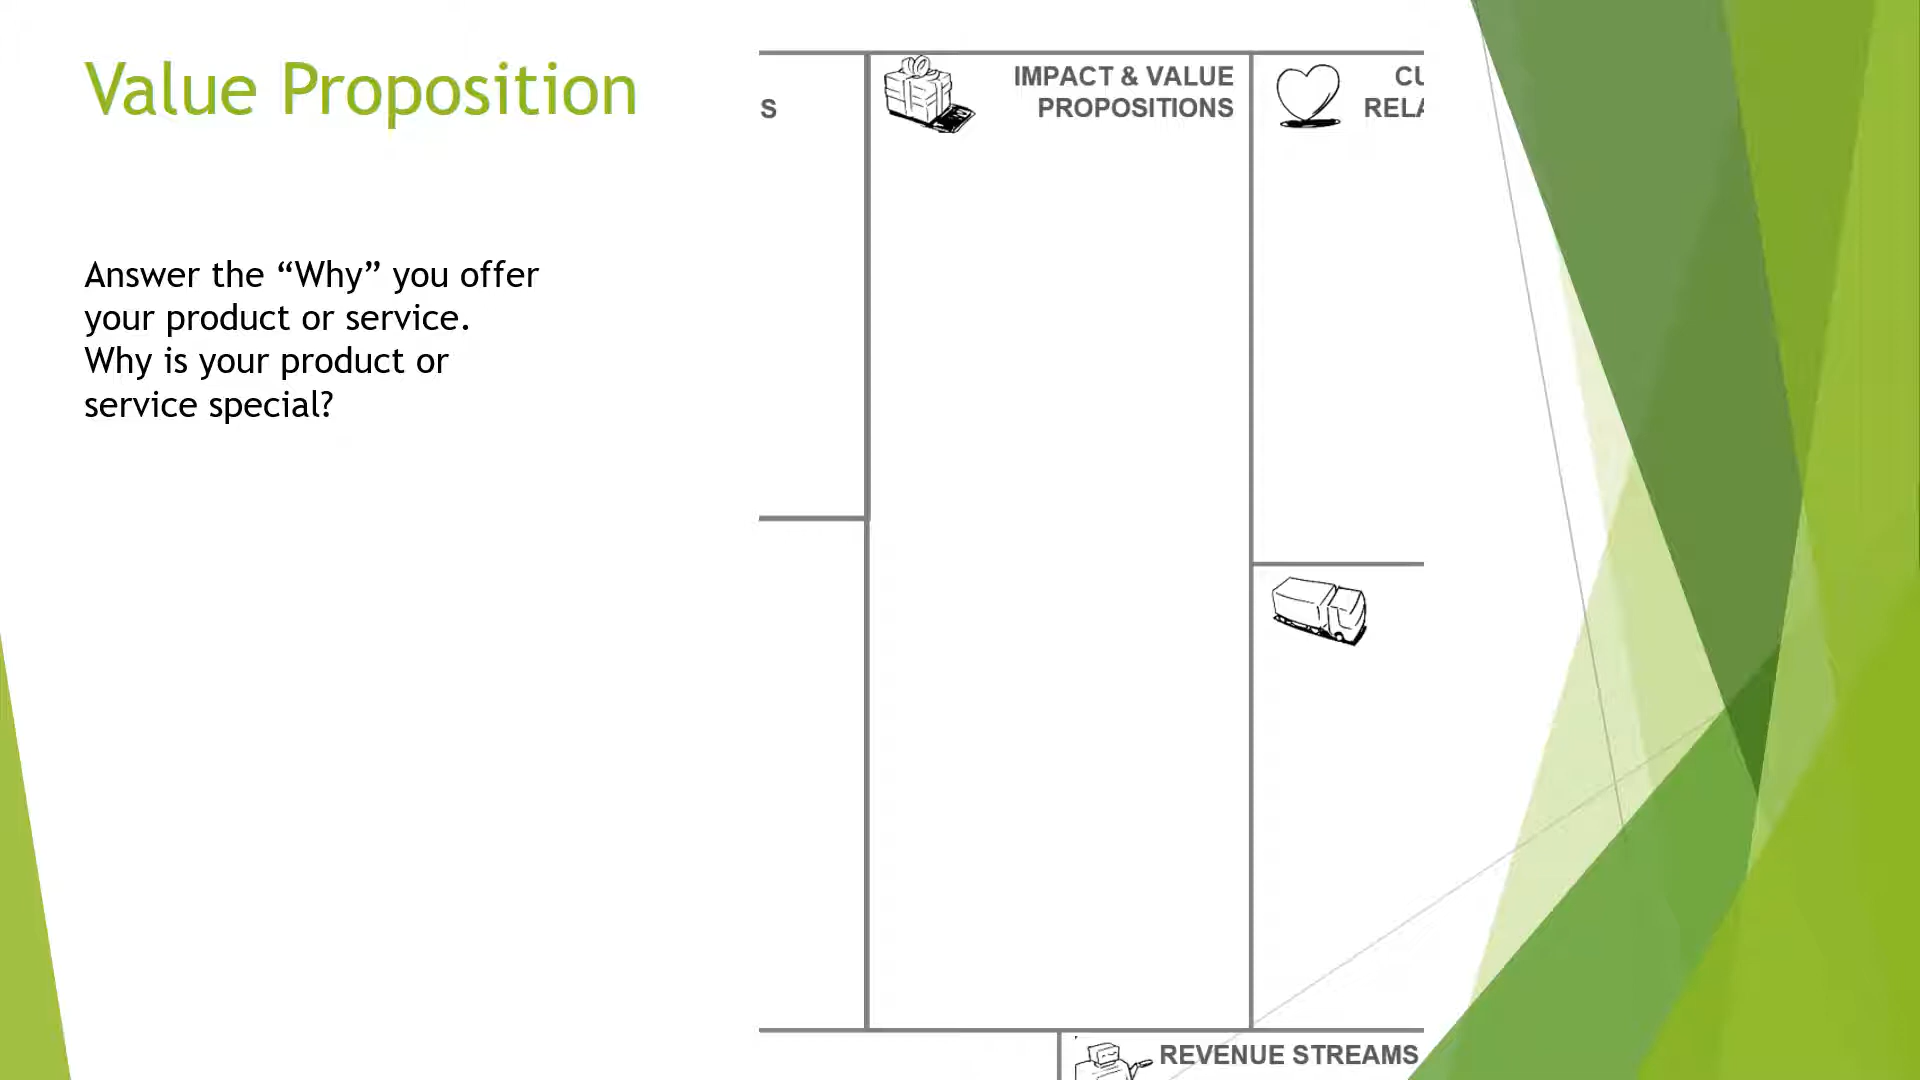 Value Proposition
Answer the “Why” you offer
your product or service.
Why is your product or
service special?
S
IMPACT & VALUE
PROPOSITIONS
CU
RELA
REVENUE STREAMS